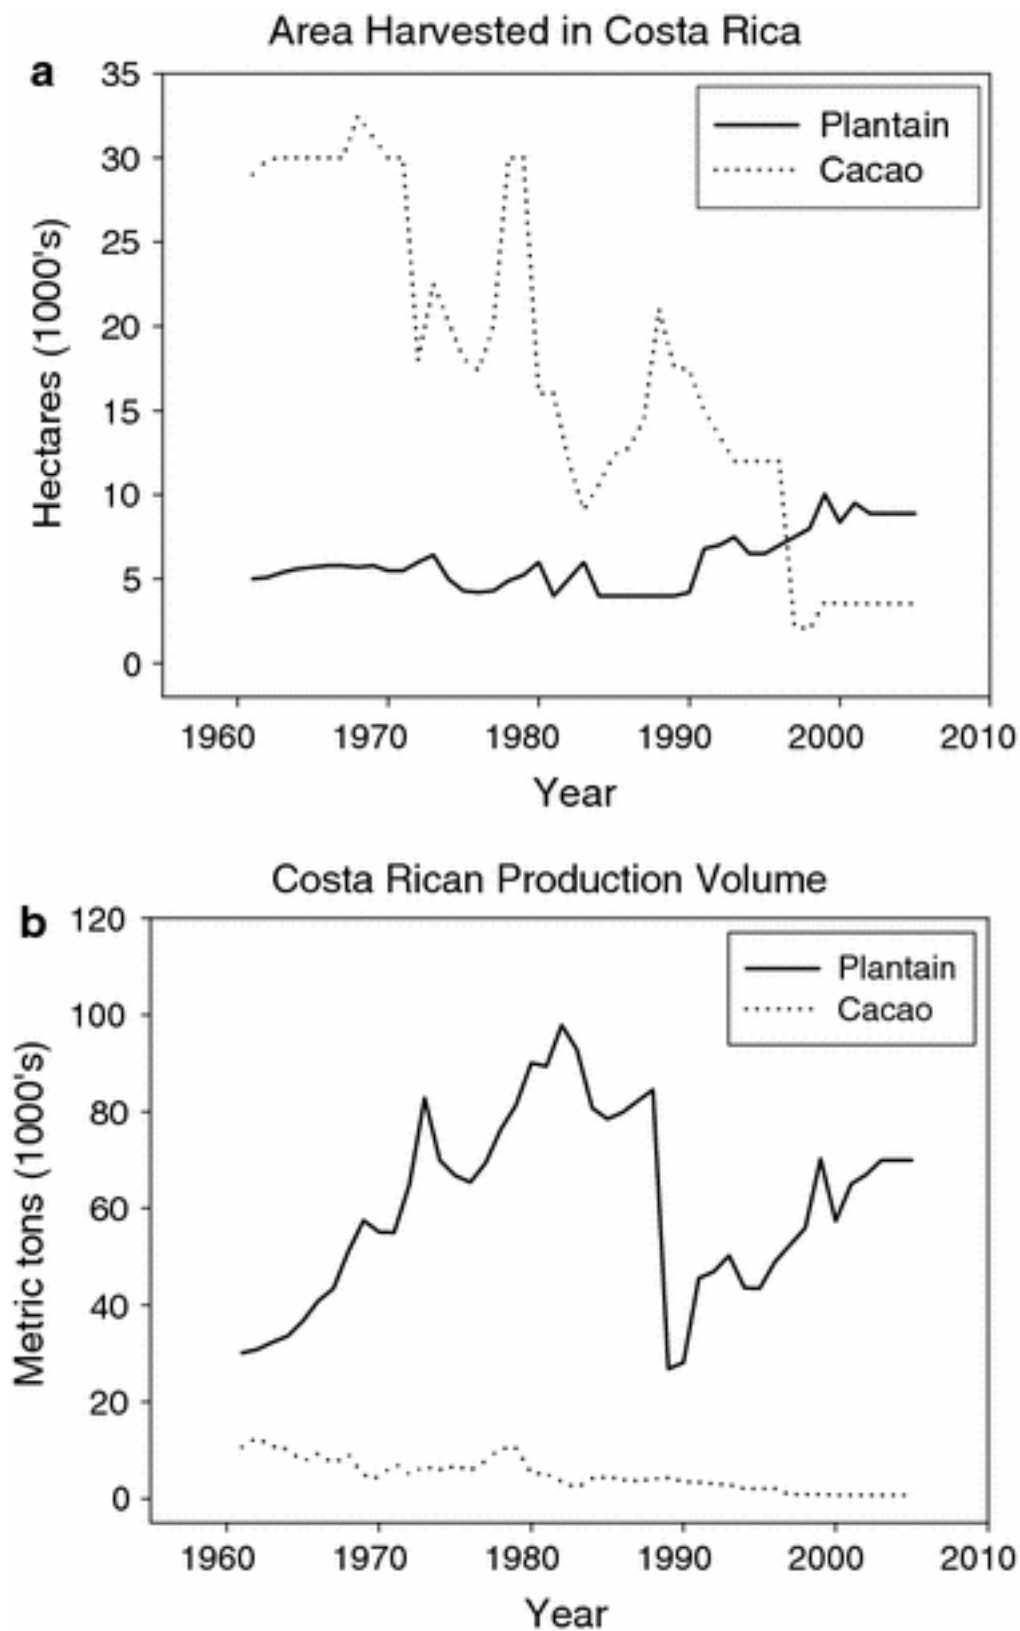 Area Harvested in Costa Rica
a
35
30
25
20
15
10
5
0
Hectares (1000's)
Plantain
Cacao
1960 1970 1980 1990 2000 2010
Year
Costa Rican Production Volume
b
120
100
80
60
40
20
0
Metric tons (1000's)
Plantain
Cacao
1960 1970 1980 1990 2000 2010
Year